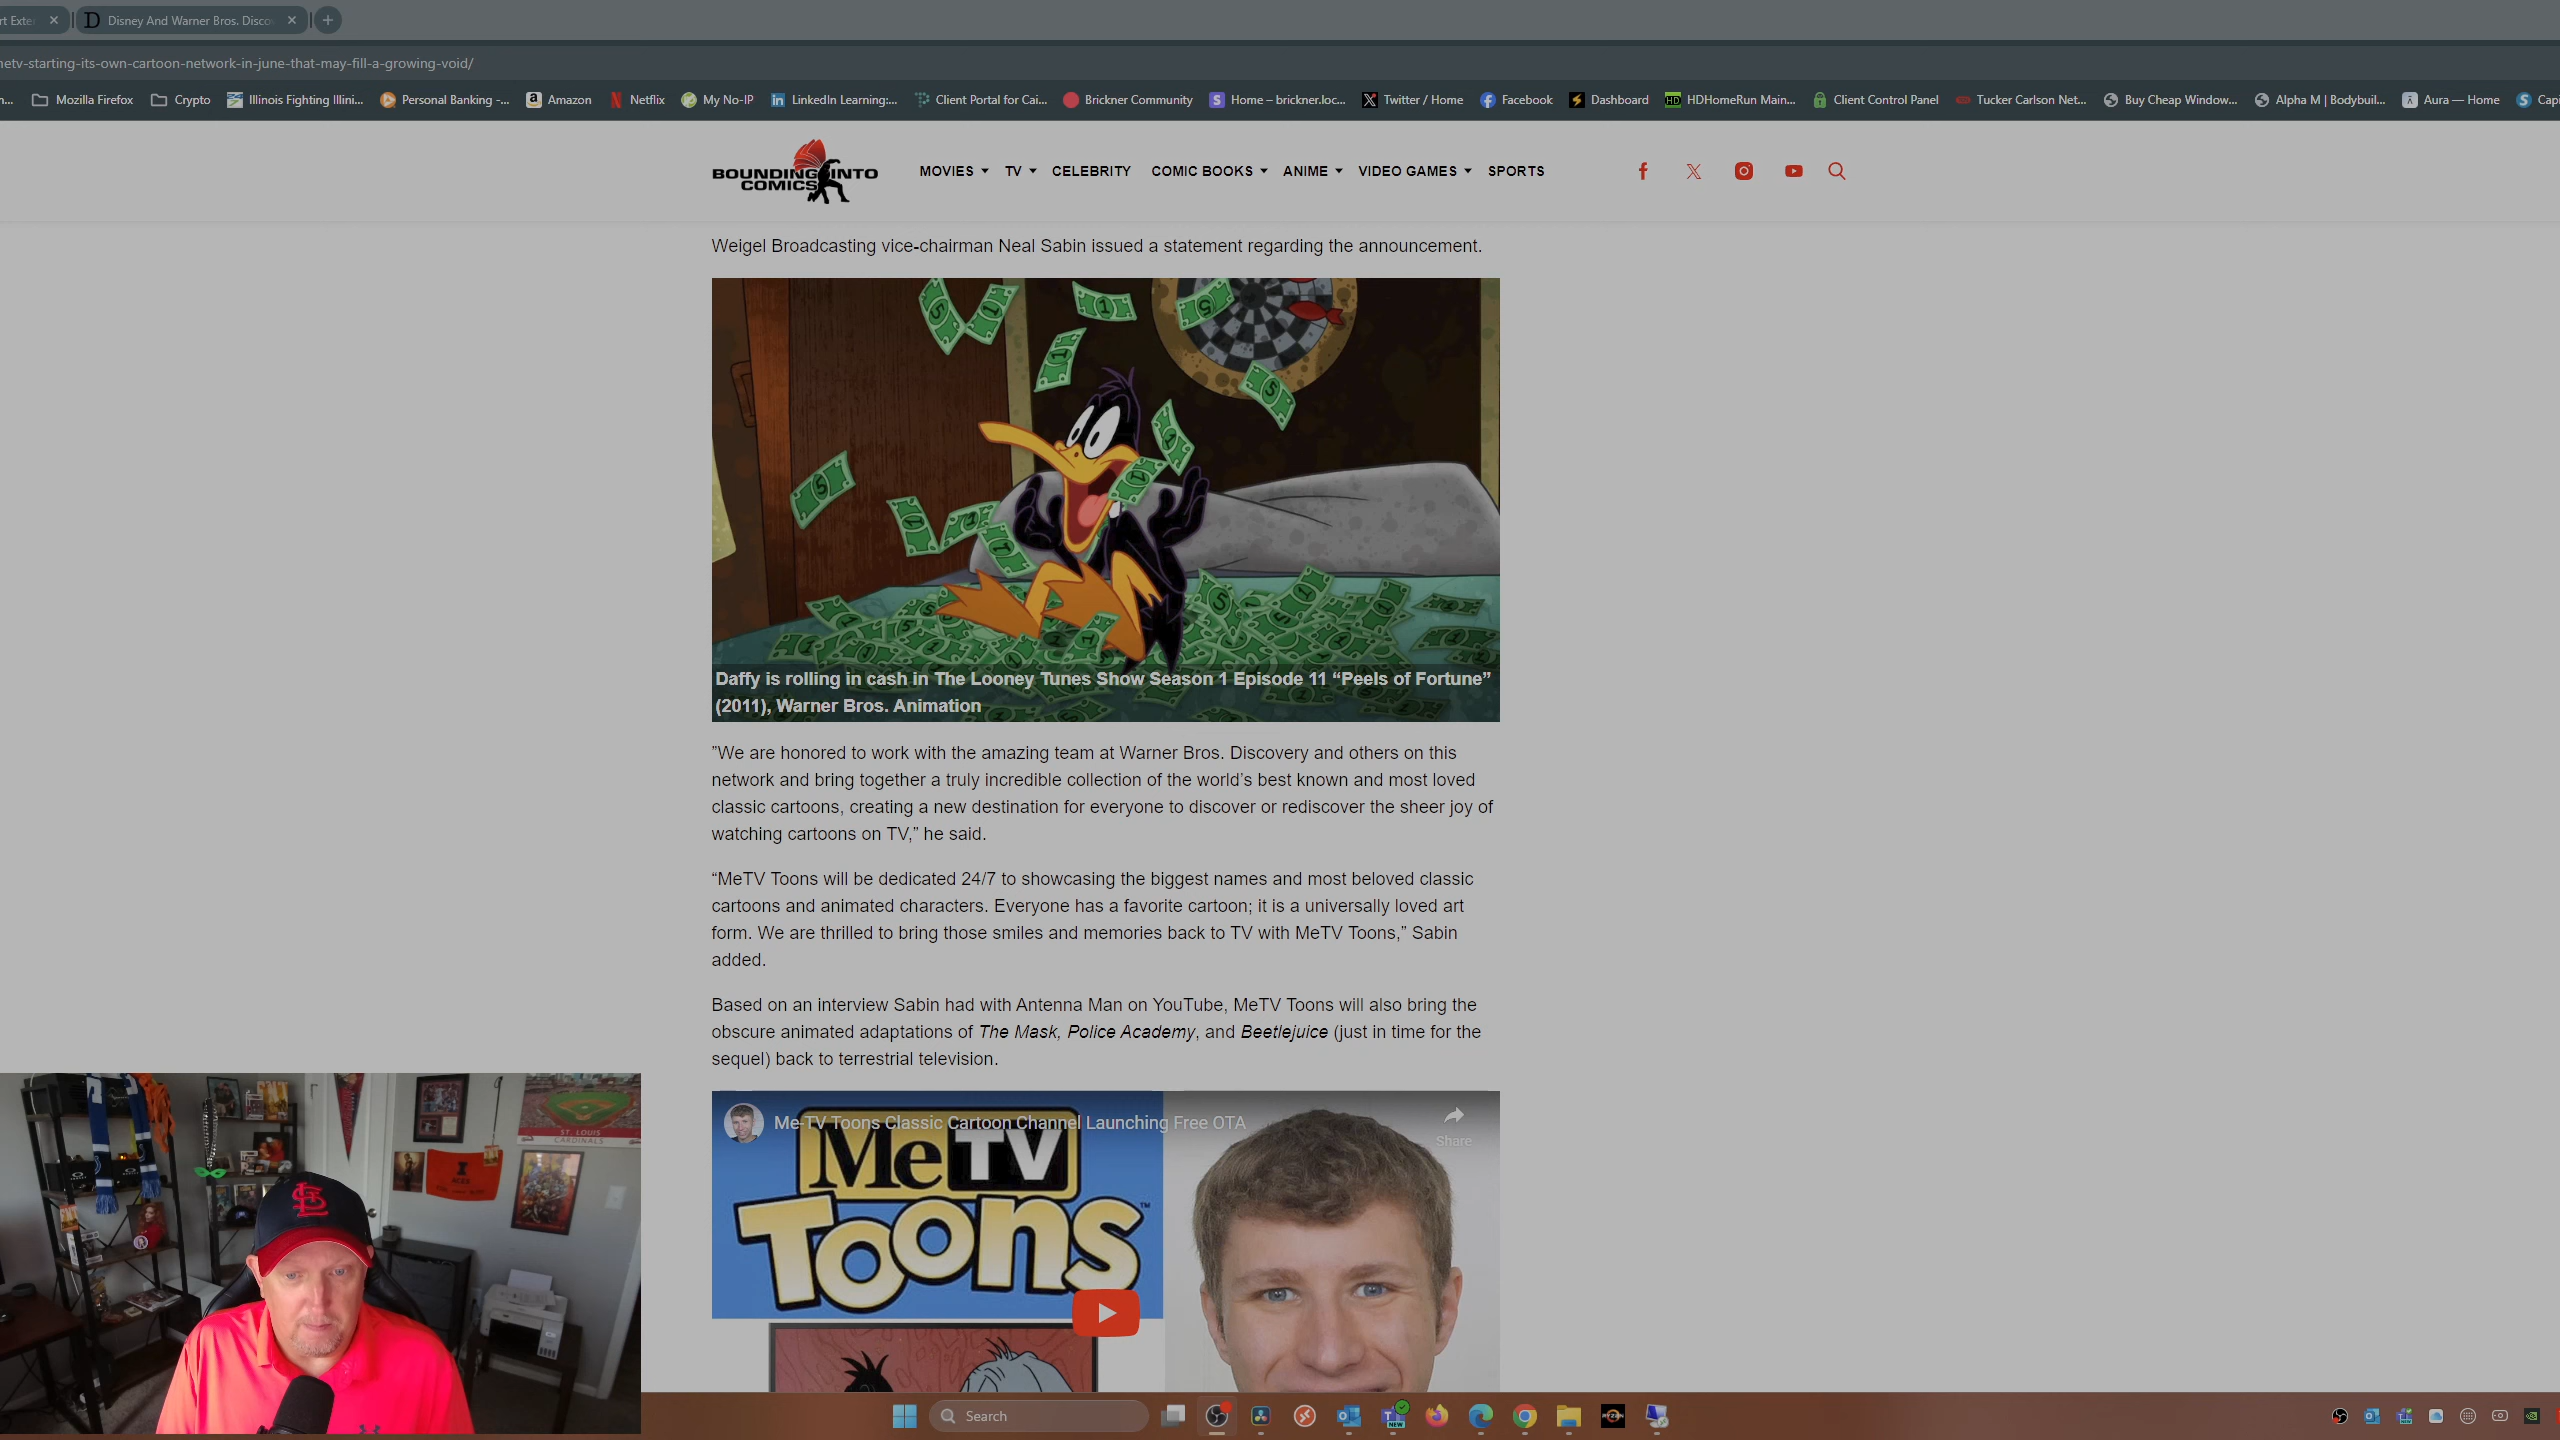 rt Exte
Disney And Warner Bros. Disco
netv-starting-its-own-cartoon-network-in-june-that-may-fill-a-growing-void/
n... Mozilla Firefox Crypto Illinois Fighting Illini... Personal Banking -... Amazon Netflix My No-IP LinkedIn Learning:... Client Portal for Cai... Brickner Community Home – brickner.loc... Twitter / Home Facebook Dashboard HDHomeRun Main... Client Control Panel Tucker Carlson Net... Buy Cheap Window... Alpha M | Bodybuil... Aura — Home Capi
BOUNDING INTO
COMICS
MOVIES TV CELEBRITY COMIC BOOKS ANIME VIDEO GAMES SPORTS
Weigel Broadcasting vice-chairman Neal Sabin issued a statement regarding the announcement.
Daffy is rolling in cash in The Looney Tunes Show Season 1 Episode 11 “Peels of Fortune”
(2011), Warner Bros. Animation
”We are honored to work with the amazing team at Warner Bros. Discovery and others on this
network and bring together a truly incredible collection of the world’s best known and most loved
classic cartoons, creating a new destination for everyone to discover or rediscover the sheer joy of
watching cartoons on TV,” he said.
“MeTV Toons will be dedicated 24/7 to showcasing the biggest names and most beloved classic
cartoons and animated characters. Everyone has a favorite cartoon; it is a universally loved art
form. We are thrilled to bring those smiles and memories back to TV with MeTV Toons,” Sabin
added.
Based on an interview Sabin had with Antenna Man on YouTube, MeTV Toons will also bring the
obscure animated adaptations of The Mask, Police Academy, and Beetlejuice (just in time for the
sequel) back to terrestrial television.
Me-TV Toons Classic Cartoon Channel Launching Free OTA
Share
MeTV
Toons™
ST. LOUIS
CARDINALS
Search
NEW
RYZEN